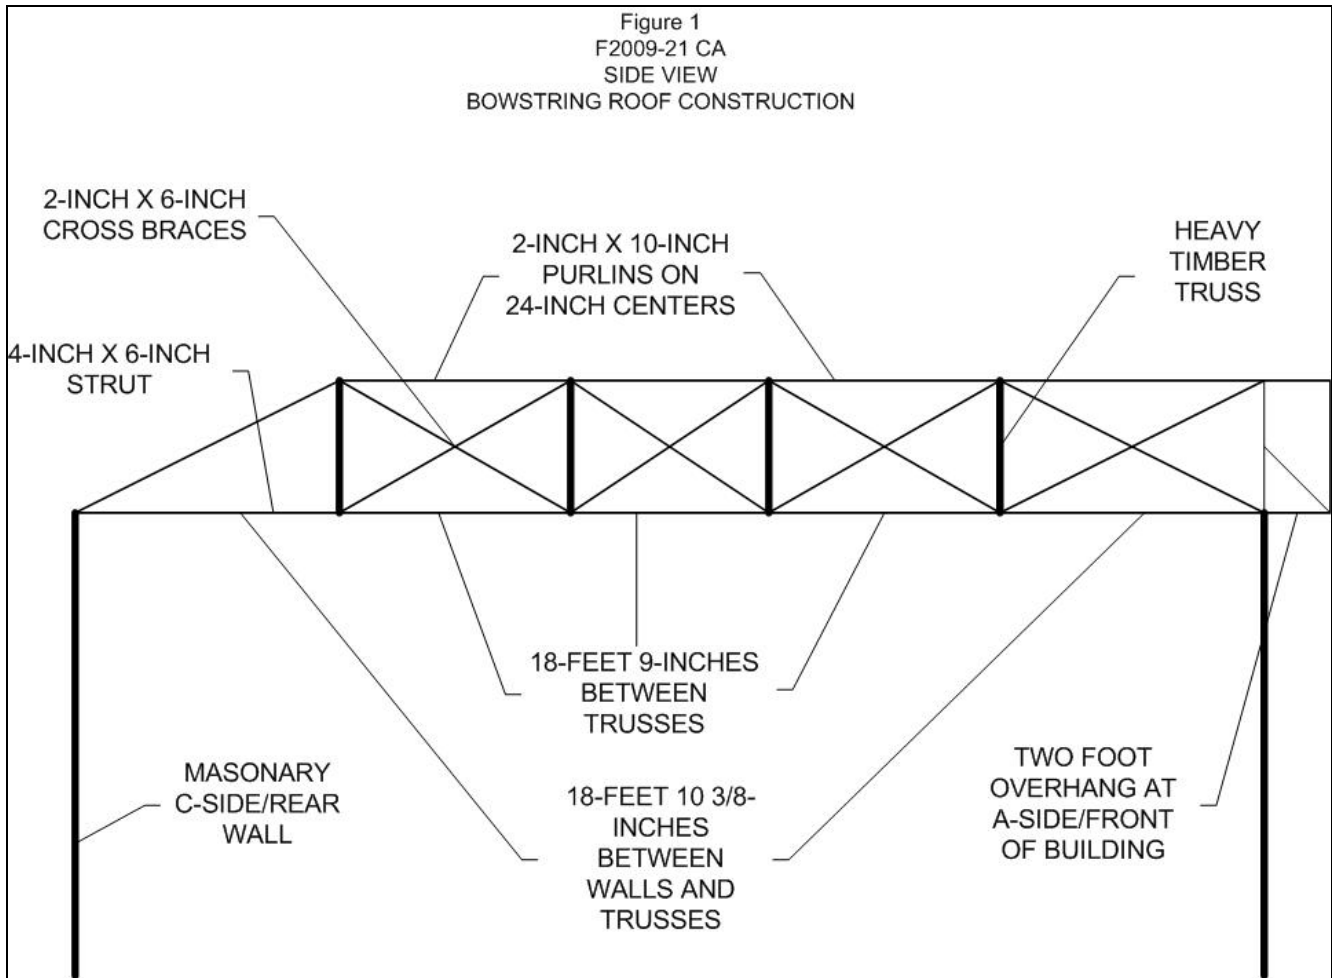 Figure 1
F2009-21 CA
SIDE VIEW
BOWSTRING ROOF CONSTRUCTION
2-INCH X 6-INCH
CROSS BRACES
2-INCH X 10-INCH
PURLINS ON
24-INCH CENTERS
HEAVY
TIMBER
TRUSS
4-INCH X 6-INCH
STRUT
18-FEET 9-INCHES
BETWEEN
TRUSSES
MASONARY
C-SIDE/REAR
WALL
18-FEET 10 3/8-
INCHES
BETWEEN
WALLS AND
TRUSSES
TWO FOOT
OVERHANG AT
A-SIDE/FRONT
OF BUILDING